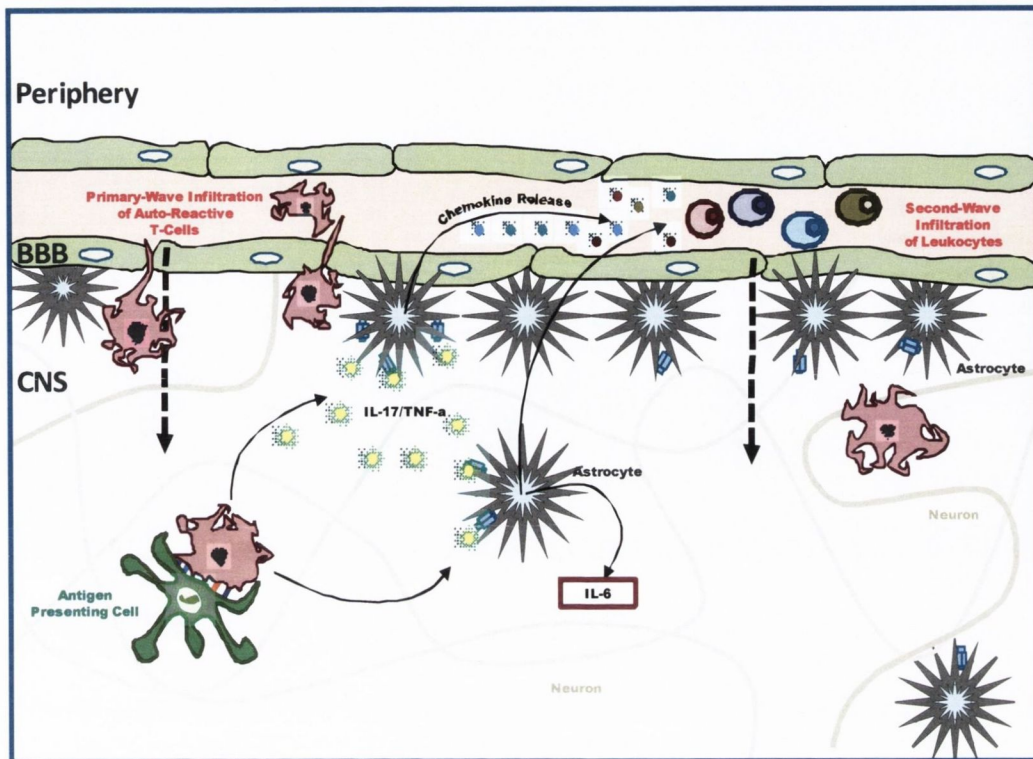 Periphery
Primary-Wave Infiltration
of Auto-Reactive
T-Cells
Chemokine Release
Second-Wave
Infiltration
of Leukocytes
BBB
CNS
Astrocyte
IL-17/TNF-a
Astrocyte
Neuron
Antigen
Presenting Cell
IL-6
Neuron